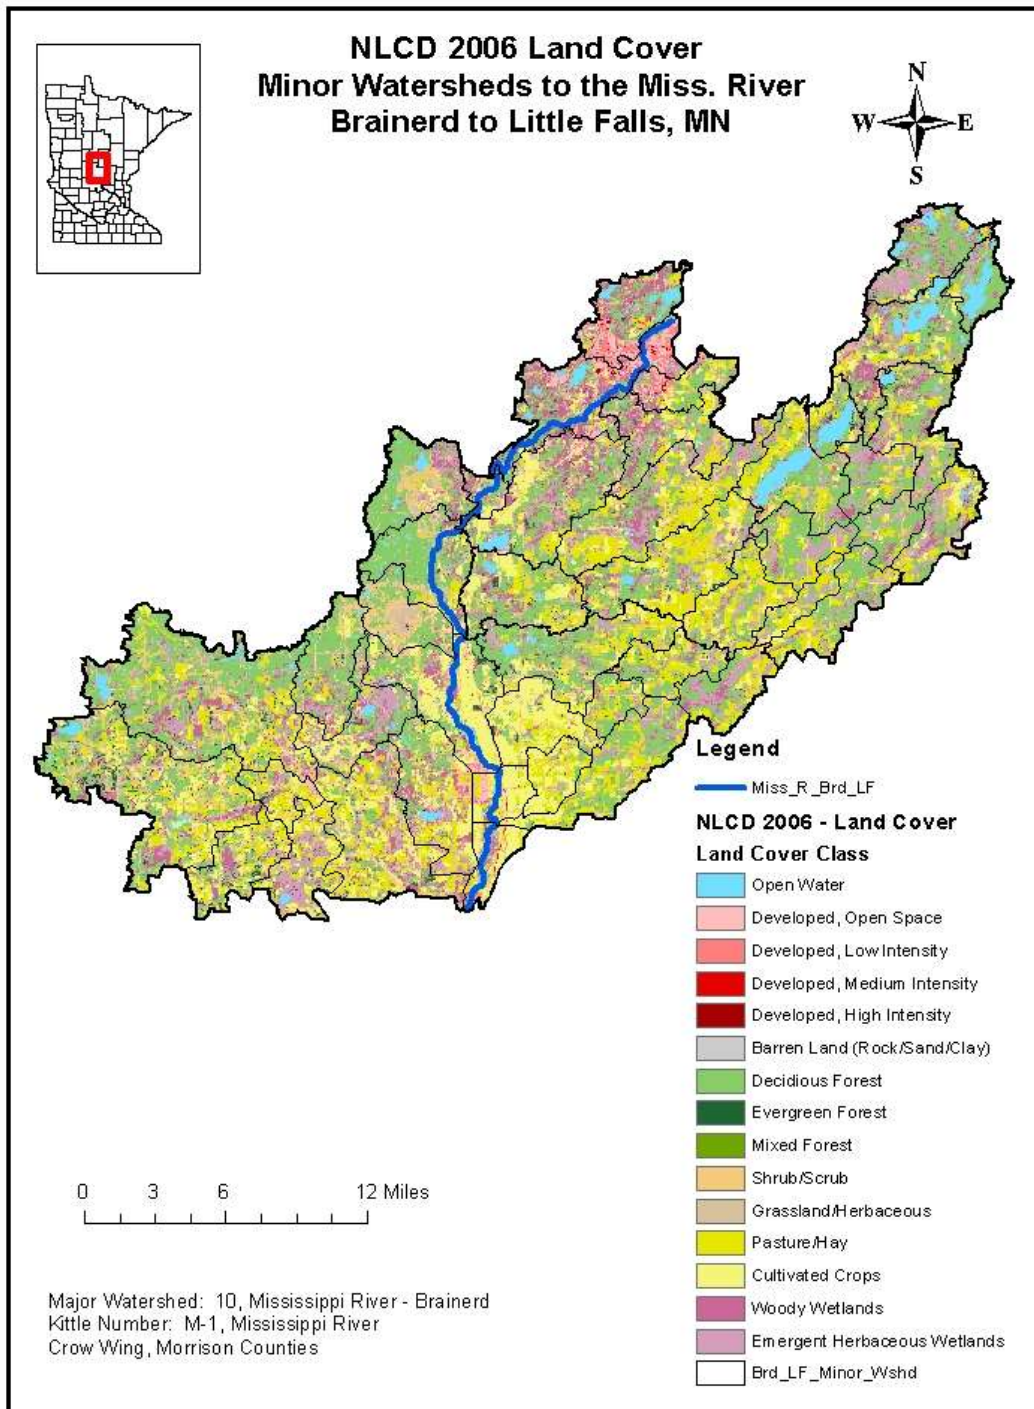 NLCD 2006 Land Cover
Minor Watersheds to the Miss. River
Brainerd to Little Falls, MN
N
W E
S
Legend
Miss_R_Brd_LF
NLCD 2006 - Land Cover
Land Cover Class
Open Water
Developed, Open Space
Developed, Low Intensity
Developed, Medium Intensity
Developed, High Intensity
Barren Land (Rock/Sand/Clay)
Decidious Forest
Evergreen Forest
Mixed Forest
Shrub/Scrub
Grassland/Herbaceous
Pasture/Hay
Cultivated Crops
Woody Wetlands
Emergent Herbaceous Wetlands
Brd_LF_Minor_Wshd
0 3 6 12 Miles
Major Watershed: 10, Mississippi River - Brainerd
Kittle Number: M-1, Mississippi River
Crow Wing, Morrison Counties